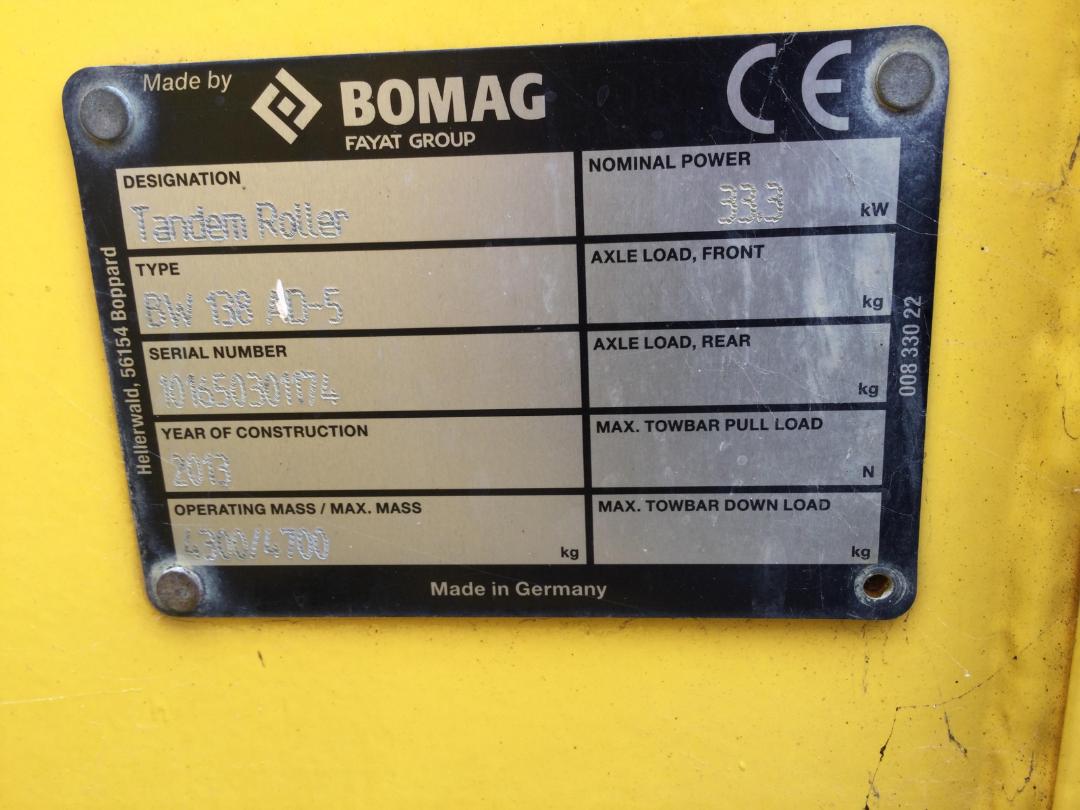 Made by BOMAG CE
FAYAT GROUP
DESIGNATION
Tandem Roller
NOMINAL POWER
33.3 kW
TYPE
BW 138 AD-5
AXLE LOAD, FRONT
kg
SERIAL NUMBER
101650301174
AXLE LOAD, REAR
kg
YEAR OF CONSTRUCTION
2013
MAX. TOWBAR PULL LOAD
N
OPERATING MASS / MAX. MASS
4300/4700 kg
MAX. TOWBAR DOWN LOAD
kg
Made in Germany
Hellerwald, 56154 Boppard
008 330 22